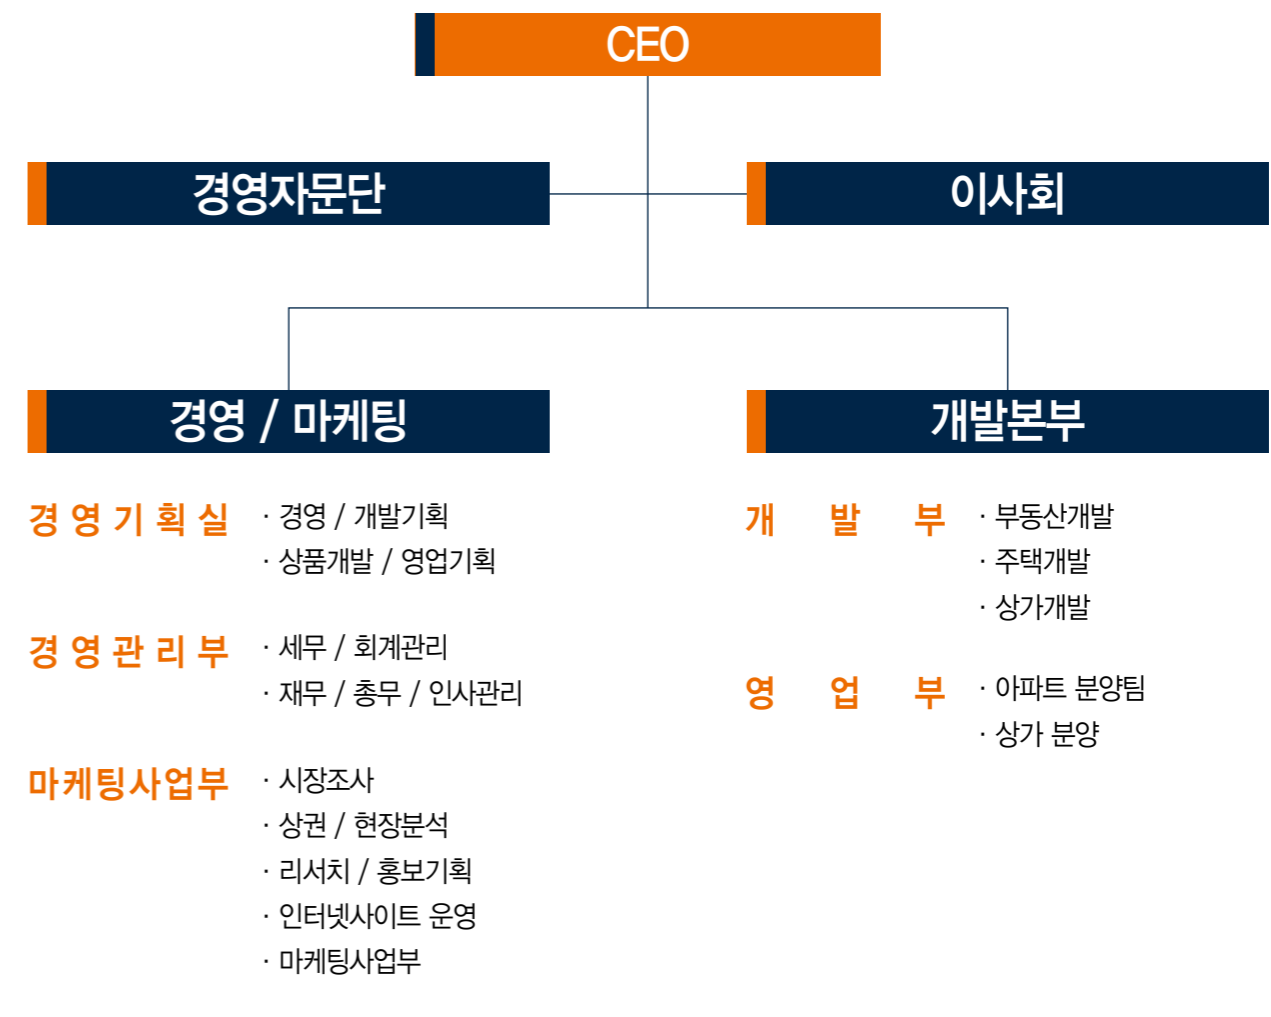 CEO
경영자문단
이사회
경영 / 마케팅
경영기획실
· 경영 / 개발기획
· 상품개발 / 영업기획
경영관리부
· 세무 / 회계관리
· 재무 / 총무 / 인사관리
마케팅사업부
· 시장조사
· 상권 / 현장분석
· 리서치 / 홍보기획
· 인터넷사이트 운영
· 마케팅사업부
개발본부
개 발 부
· 부동산개발
· 주택개발
· 상가개발
영 업 부
· 아파트 분양팀
· 상가 분양